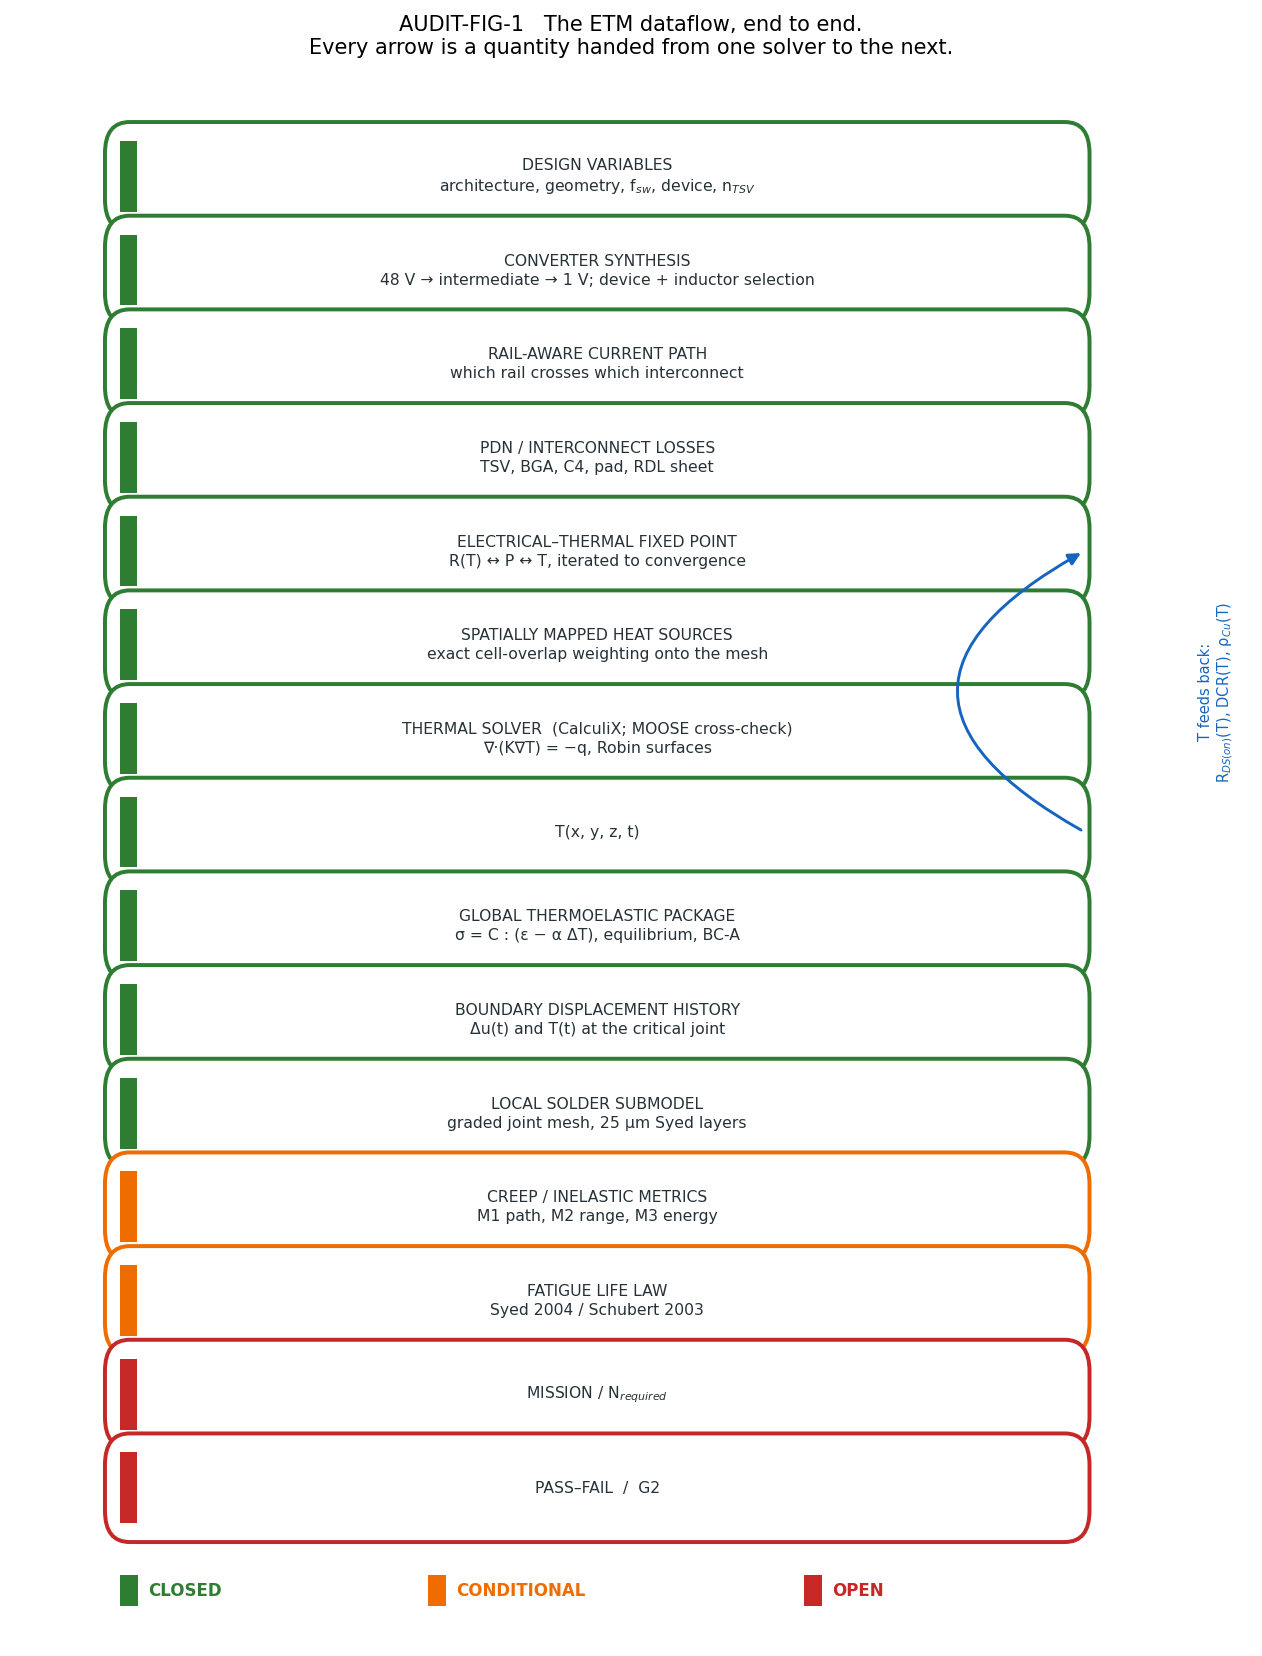 AUDIT-FIG-1   The ETM dataflow, end to end.
Every arrow is a quantity handed from one solver to the next.
DESIGN VARIABLES
architecture, geometry, f_sw, device, n_TSV
CONVERTER SYNTHESIS
48 V → intermediate → 1 V; device + inductor selection
RAIL-AWARE CURRENT PATH
which rail crosses which interconnect
PDN / INTERCONNECT LOSSES
TSV, BGA, C4, pad, RDL sheet
ELECTRICAL–THERMAL FIXED POINT
R(T) ↔ P ↔ T, iterated to convergence
SPATIALLY MAPPED HEAT SOURCES
exact cell-overlap weighting onto the mesh
THERMAL SOLVER  (CalculiX; MOOSE cross-check)
∇·(K∇T) = −q, Robin surfaces
T(x, y, z, t)
GLOBAL THERMOELASTIC PACKAGE
σ = C : (ε − α ΔT), equilibrium, BC-A
BOUNDARY DISPLACEMENT HISTORY
Δu(t) and T(t) at the critical joint
LOCAL SOLDER SUBMODEL
graded joint mesh, 25 μm Syed layers
CREEP / INELASTIC METRICS
M1 path, M2 range, M3 energy
FATIGUE LIFE LAW
Syed 2004 / Schubert 2003
MISSION / N_required
PASS–FAIL  /  G2
T feeds back:
R_DS(on)(T), DCR(T), ρ_Cu(T)
CLOSED
CONDITIONAL
OPEN